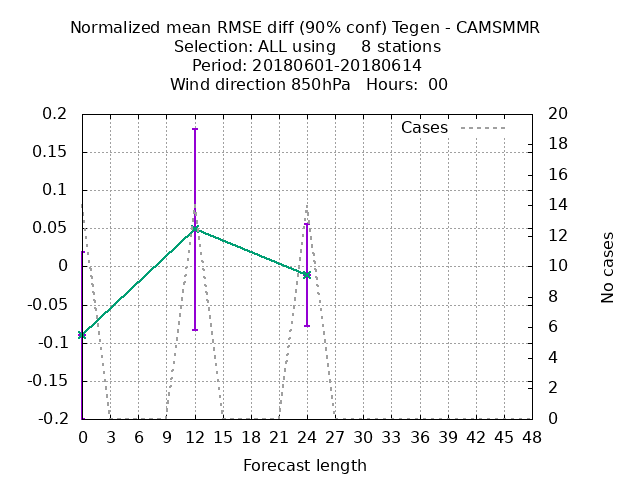 Normalized mean RMSE diff (90% conf) Tegen - CAMSMMR
Selection: ALL using     8 stations
Period: 20180601-20180614
Wind direction 850hPa   Hours:  00
Cases
0.2
0.15
0.1
0.05
0
-0.05
-0.1
-0.15
-0.2
20
18
16
14
12
10
8
6
4
2
0
No cases
0 3 6 9 12 15 18 21 24 27 30 33 36 39 42 45 48
Forecast length